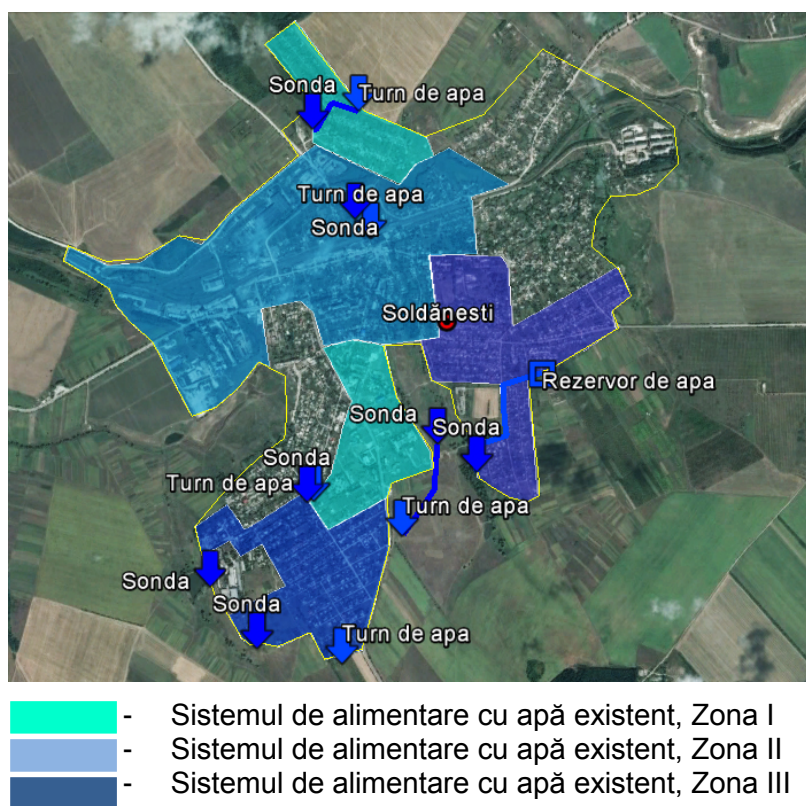 Sonda
Turn de apa
Turn de apa
Sonda
Soldănesti
Rezervor de apa
Sonda
Sonda
Sonda
Turn de apa
Turn de apa
Sonda
Sonda
Turn de apa
- Sistemul de alimentare cu apă existent, Zona I
- Sistemul de alimentare cu apă existent, Zona II
- Sistemul de alimentare cu apă existent, Zona III